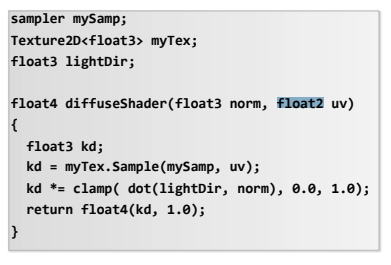 sampler mySamp;
Texture2D<float3> myTex;
float3 lightDir;
float4 diffuseShader(float3 norm, float2 uv)
{
float3 kd;
kd = myTex.Sample(mySamp, uv);
kd *= clamp( dot(lightDir, norm), 0.0, 1.0);
return float4(kd, 1.0);
}